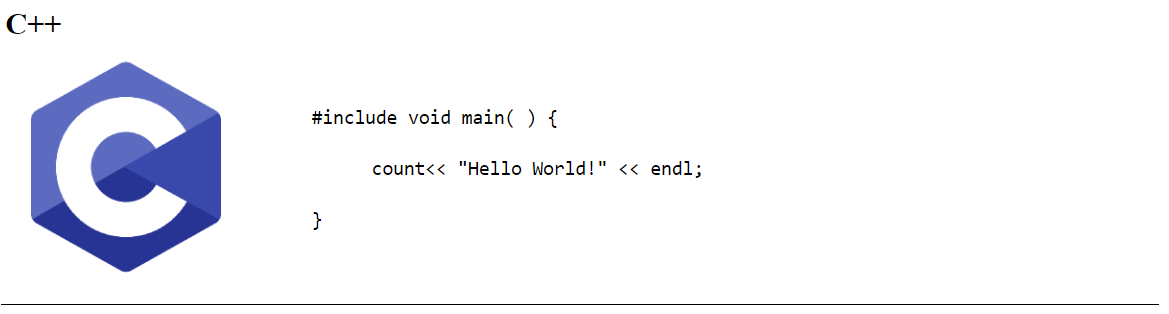 C++
C
#include void main( ) {
count<< "Hello World!" << endl;
}